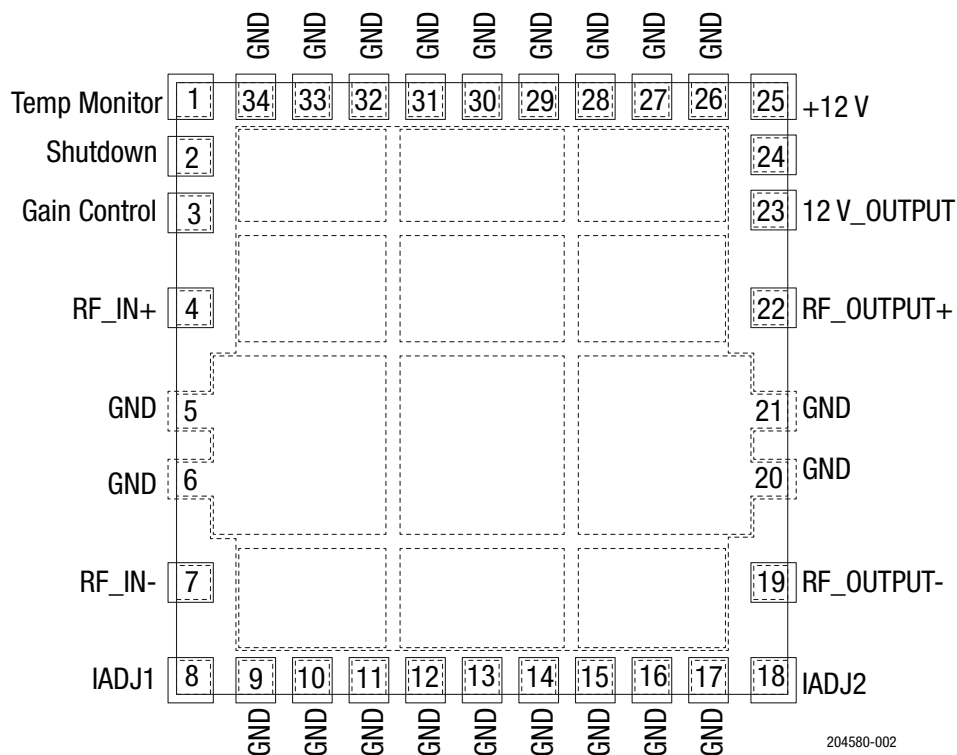 GND GND GND GND GND GND GND GND GND
Temp Monitor 1 34 33 32 31 30 29 28 27 26 25 +12 V
Shutdown 2 24
Gain Control 3 23 12 V_OUTPUT
RF_IN+ 4 22 RF_OUTPUT+
GND 5 21 GND
GND 6 20 GND
RF_IN- 7 19 RF_OUTPUT-
IADJ1 8 9 10 11 12 13 14 15 16 17 18 IADJ2
GND GND GND GND GND GND GND GND GND
204580-002